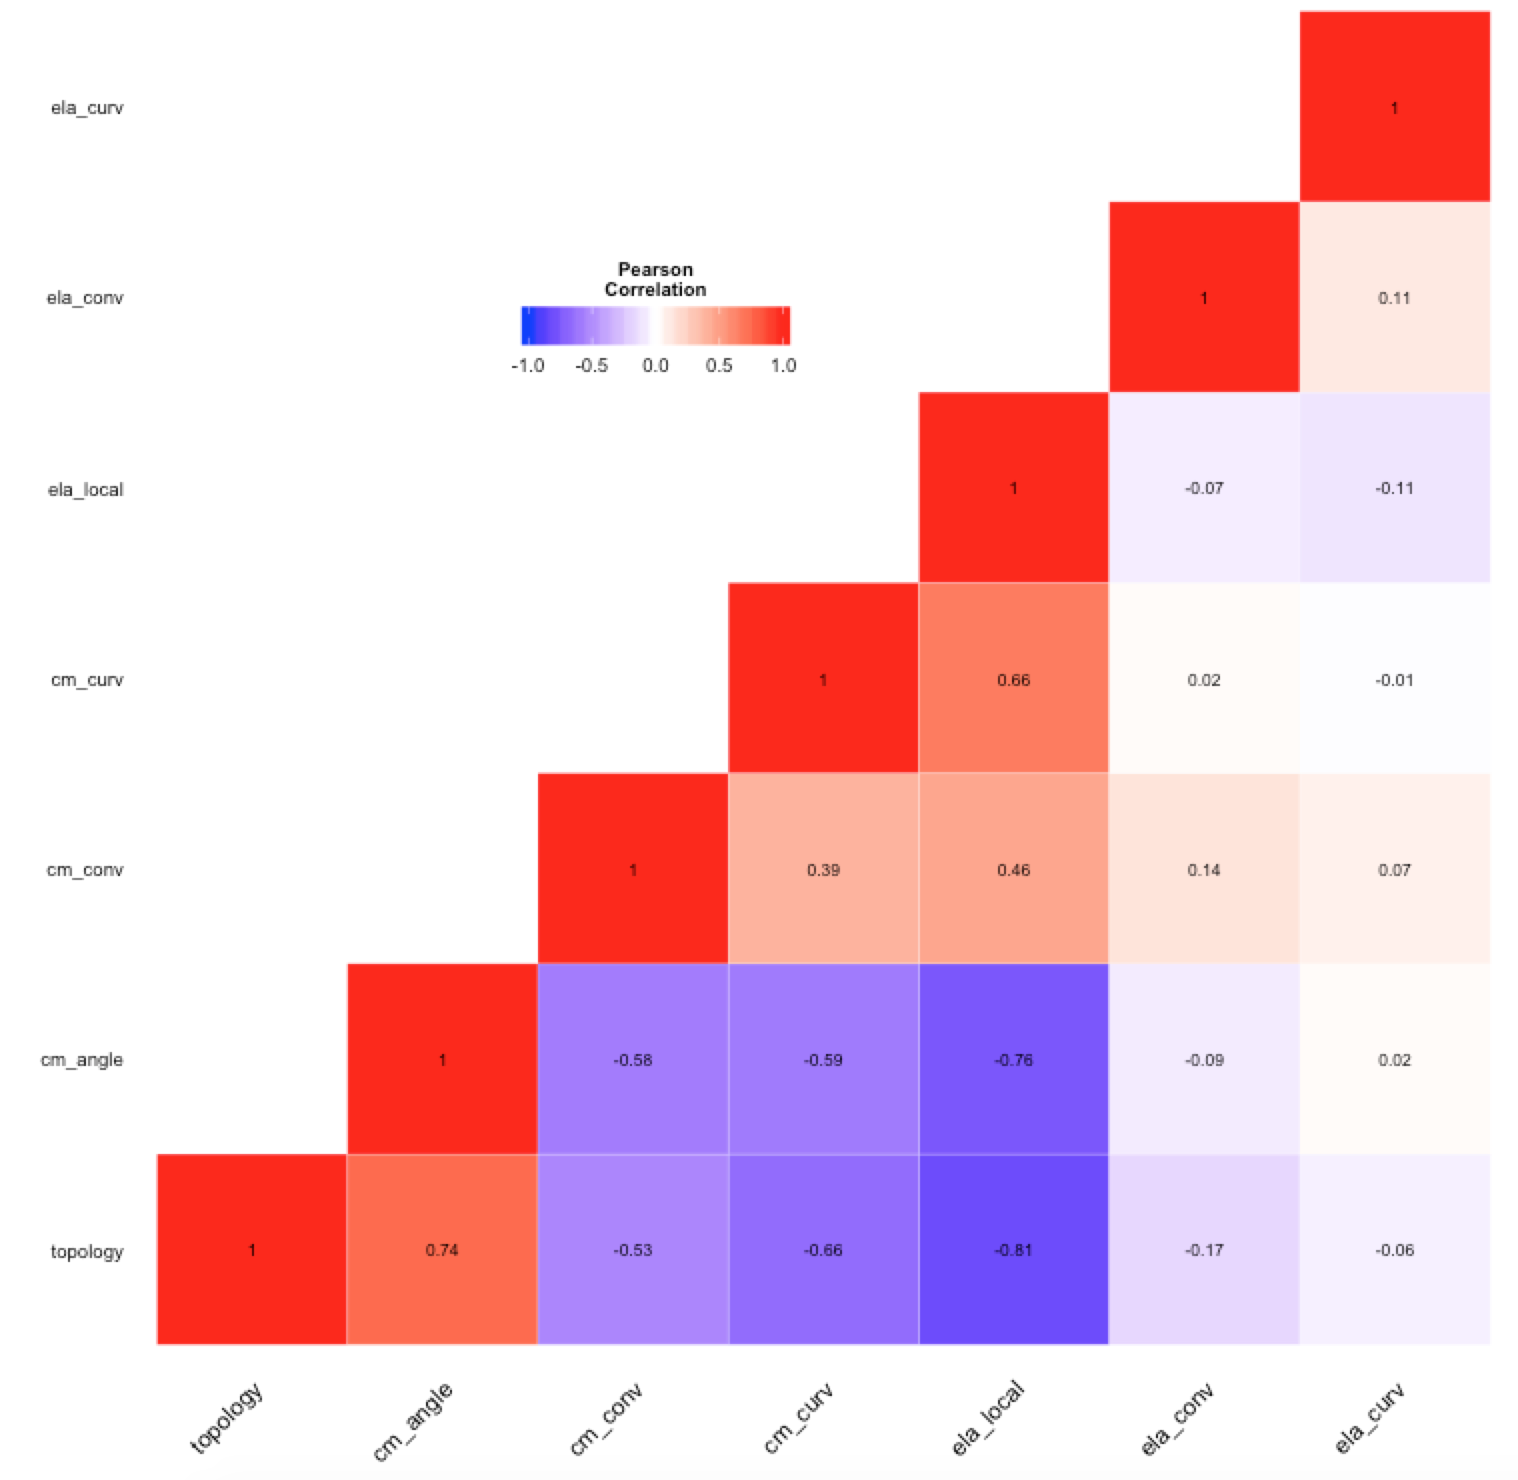 ela_curv
1
ela_conv
1 0.11
Pearson
Correlation
-1.0 -0.5 0.0 0.5 1.0
ela_local
1 -0.07 -0.11
cm_curv
1 0.66 0.02 -0.01
cm_conv
1 0.39 0.46 0.14 0.07
cm_angle
1 -0.58 -0.59 -0.76 -0.09 0.02
topology
1 0.74 -0.53 -0.66 -0.81 -0.17 -0.06
topology cm_angle cm_conv cm_curv ela_local ela_conv ela_curv